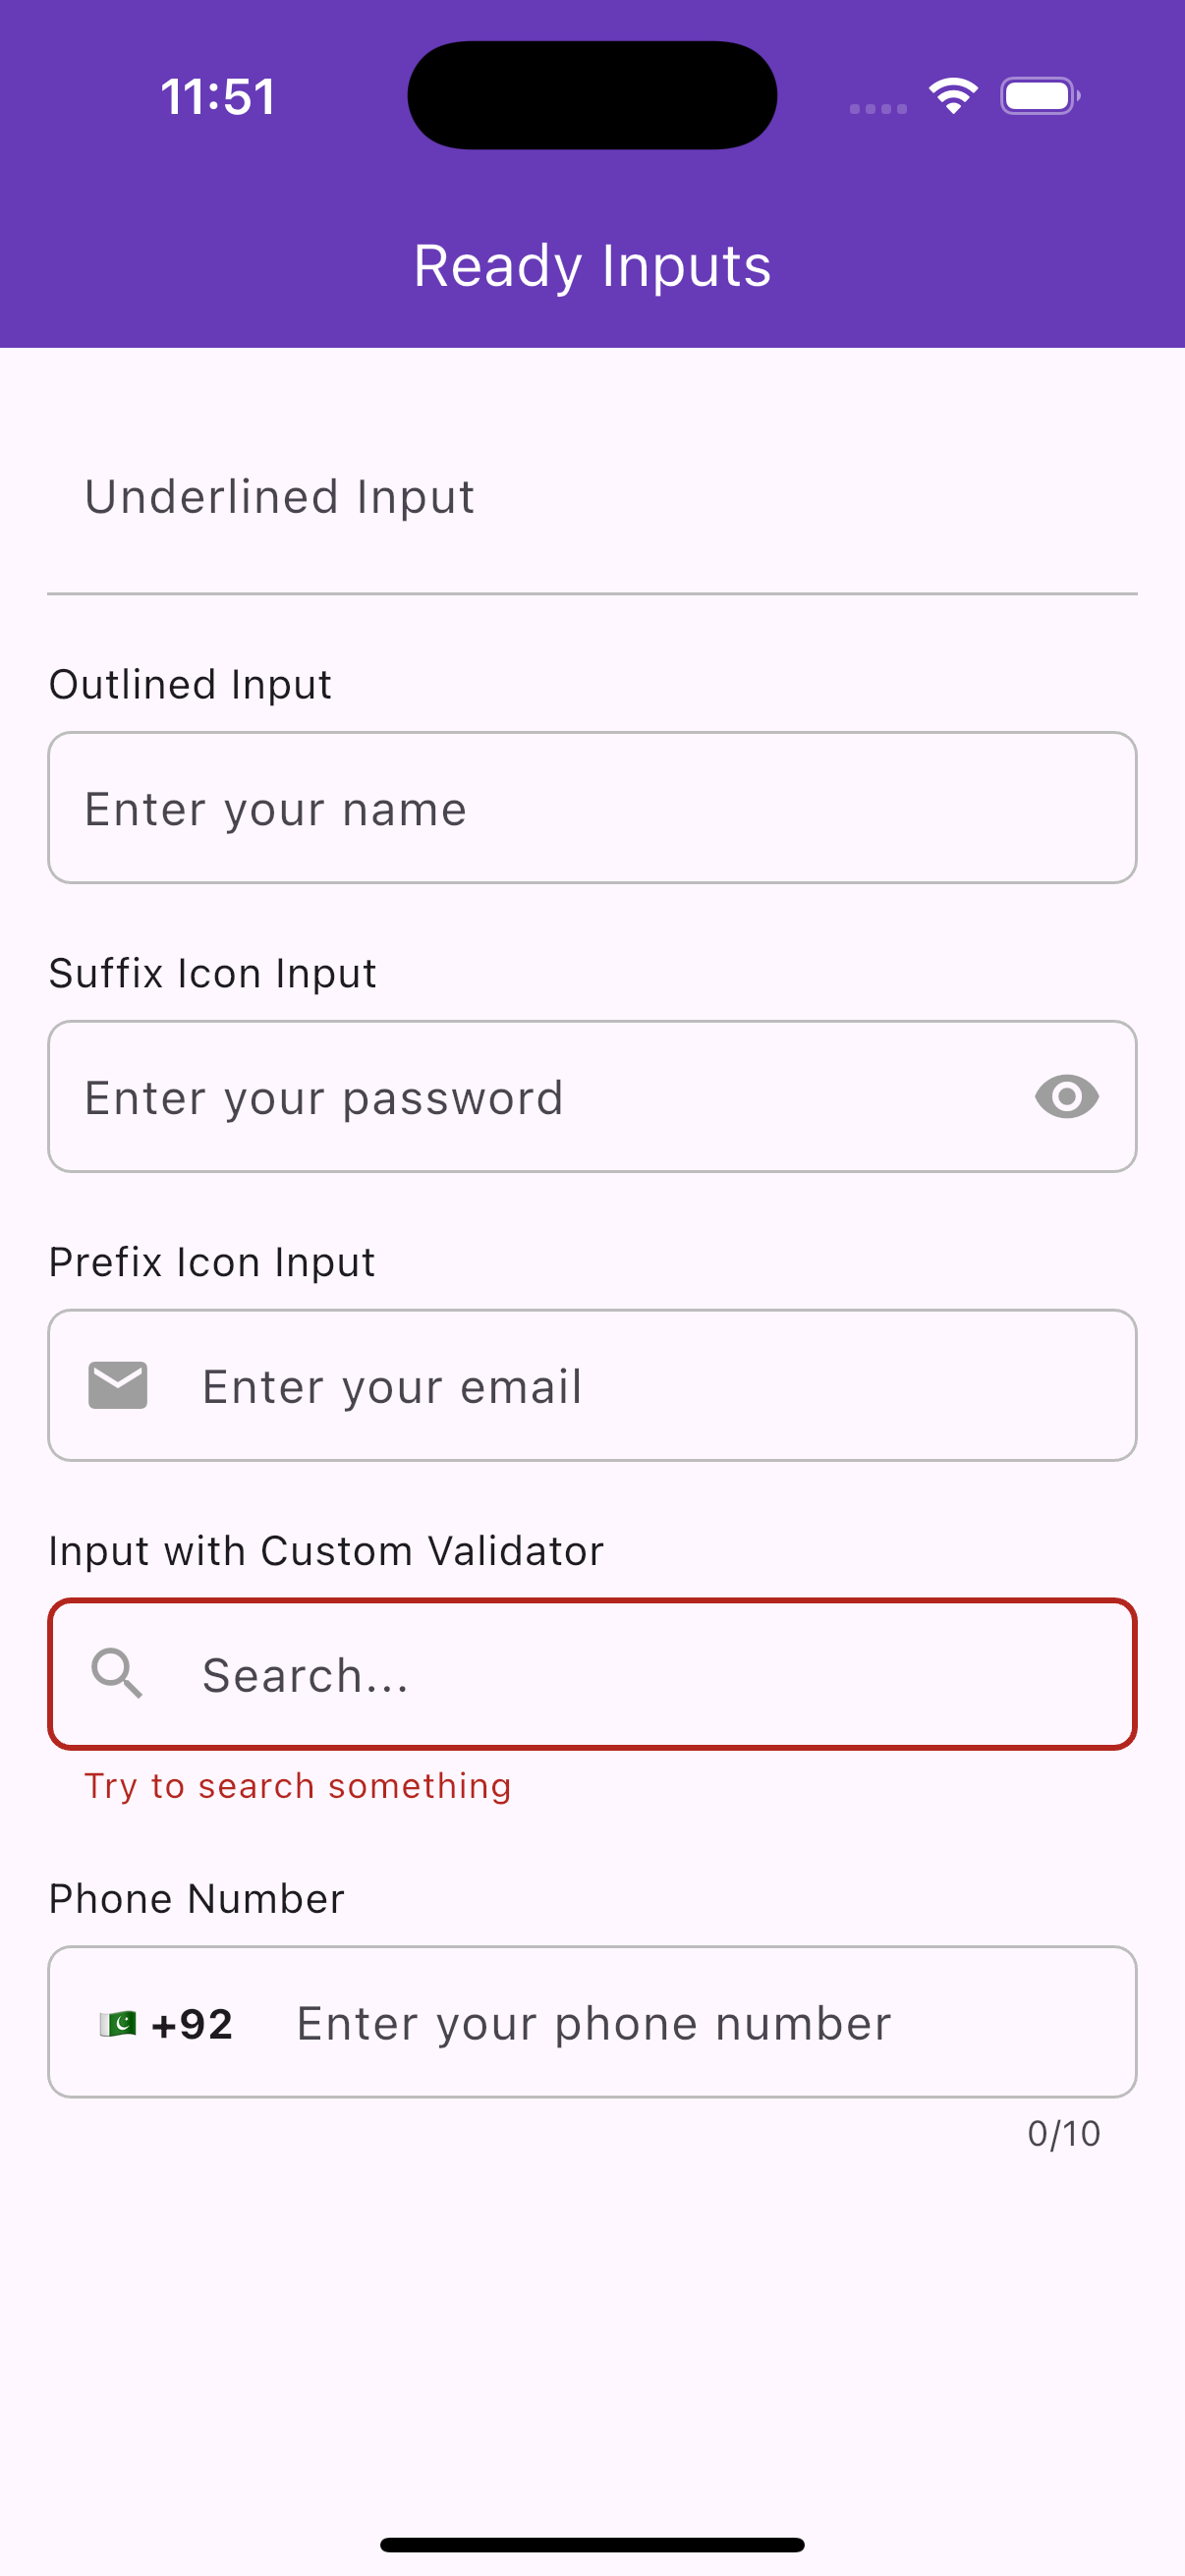 11:51
Ready Inputs
Underlined Input
Outlined Input
Enter your name
Suffix Icon Input
Enter your password
Prefix Icon Input
Enter your email
Input with Custom Validator
Search...
Try to search something
Phone Number
🇵🇰 +92 Enter your phone number
0/10